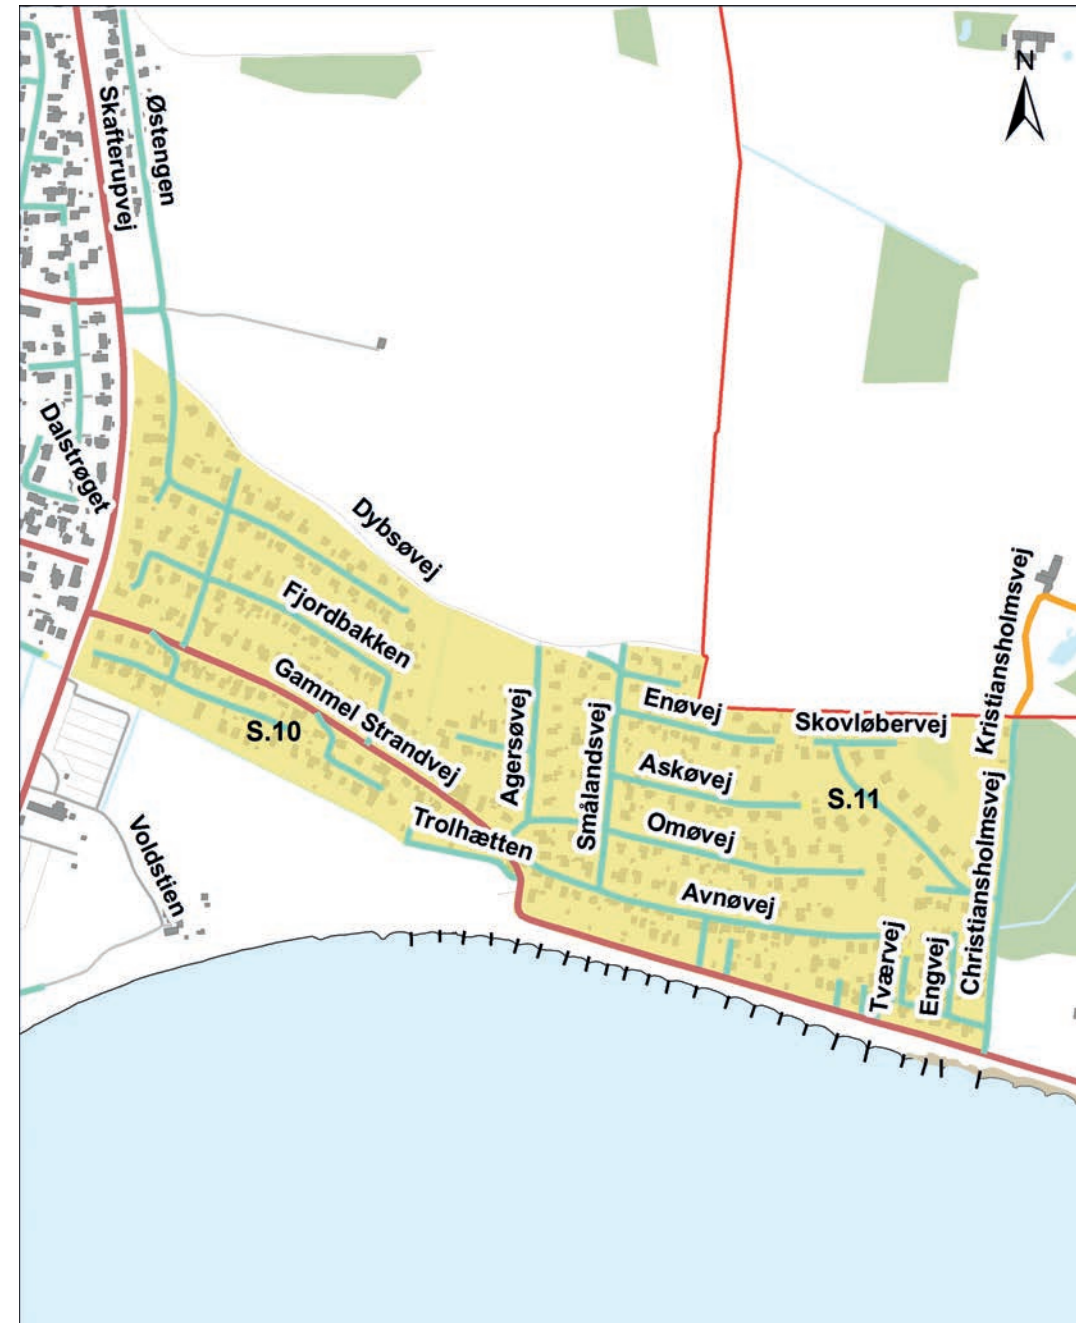 N
Østengen
Skafterupvej
Dalstrøget
Dybsøvej
Fjordbakken
Kristiansholmsvej
Gammel Strandvej
Enøvej
Skovløbervej
S.10
Agersøvej
Smålandsvej
Askøvej
S.11
Trolhætten
Omøvej
Voldstien
Avnøvej
Christiansholmsvej
Tværvej
Engvej